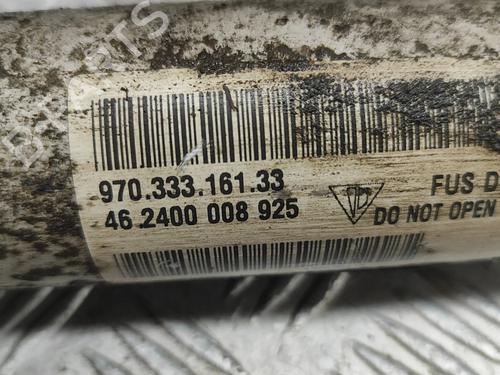 970.333.161.33
46.2400 008 925
FUS D
DO NOT OPEN